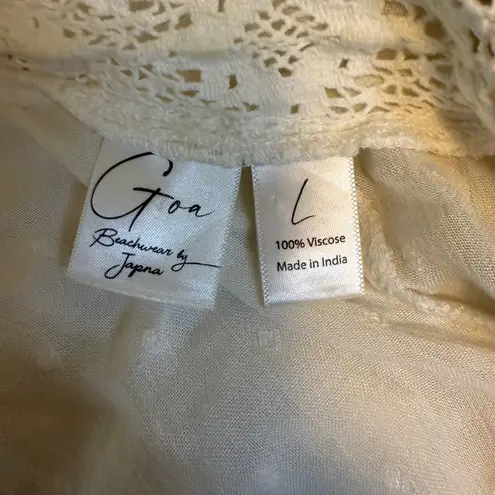 Goa
Beachwear by
Japna
L
100% Viscose
Made in India